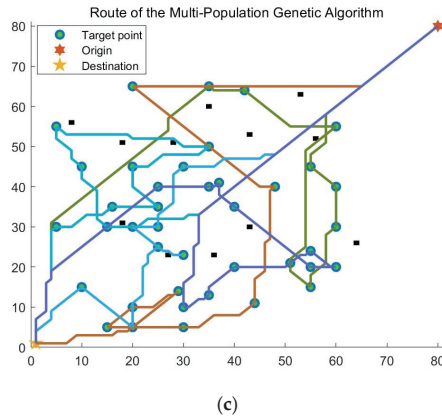 Route of the Multi-Population Genetic Algorithm
80
70
60
50
40
30
20
10
0
Target point
Origin
Destination
0 10 20 30 40 50 60 70 80
(c)